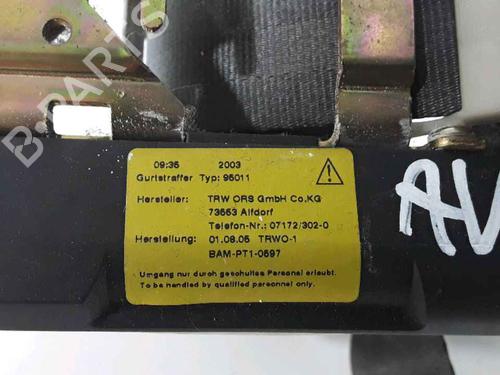 B-PARTS
09:36 2003
Gurtstraffer Typ: 96011
Hersteller: TRW ORS GmbH Co.KG
73553 Alfdorf
Telefon-Nr.: 07172/302-0
Herstellung: 01.08.05 TRWO-1
BAM-PT1-0597
Umgang nur durch geschultes Personal erlaubt.
To be handled by qualified personnel only.
AV